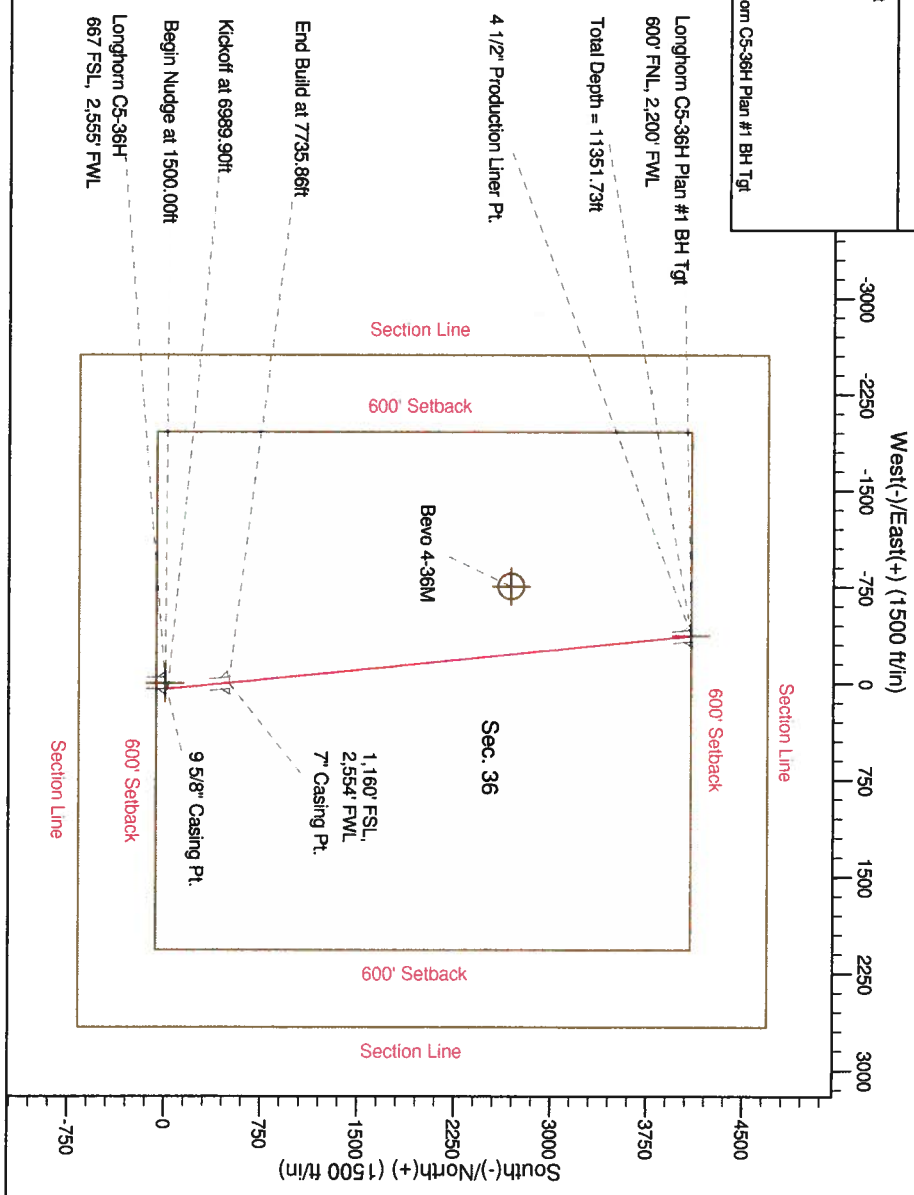 t
orn C5-36H Plan #1 BH Tgt
West(-)/East(+) (1500 ft/in)
-3000
-2250
-1500
-750
0
750
1500
2250
3000
South(-)/North(+) (1500 ft/in)
-750
0
750
1500
2250
3000
3750
4500
Longhorn C5-36H Plan #1 BH Tgt
600' FNL, 2,200' FWL
Total Depth = 11351.73ft
4 1/2" Production Liner Pt.
End Build at 7735.86ft
Kickoff at 6989.90ft
Begin Nudge at 1500.00ft
Longhorn C5-36H
667 FSL, 2,555' FWL
Section Line
600' Setback
Bevo 4-36M
Sec. 36
1,160' FSL,
2,554' FWL
7" Casing Pt.
9 5/8" Casing Pt.
Section Line
600' Setback
600' Setback
Section Line
600' Setback
Section Line